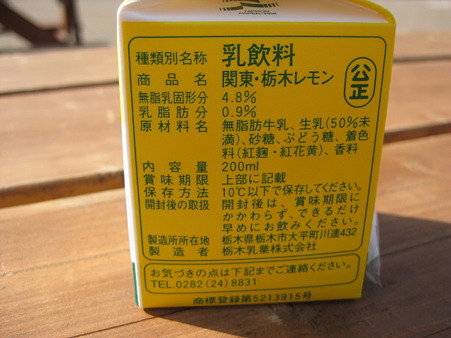 種類別名称 乳飲料
商品名 関東・栃木レモン
公正
無脂乳固形分 4.8%
乳脂肪分 0.9%
原材料名 無脂肪牛乳、生乳(50%未
満)、砂糖、ぶどう糖、着色
料(紅麹・紅花黄)、香料
内容量 200ml
賞味期限 上部に記載
保存方法 10℃以下で保存してください。
開封後の取扱 開封後は、賞味期限に
かかわらず、できるだけ
早めにお飲みください。
製造所所在地 栃木県栃木市大平町川連432
製造者 栃木乳業株式会社
お気づきの点は下記までご連絡ください。
TEL.0282(24)8831
商標登録第5213915号